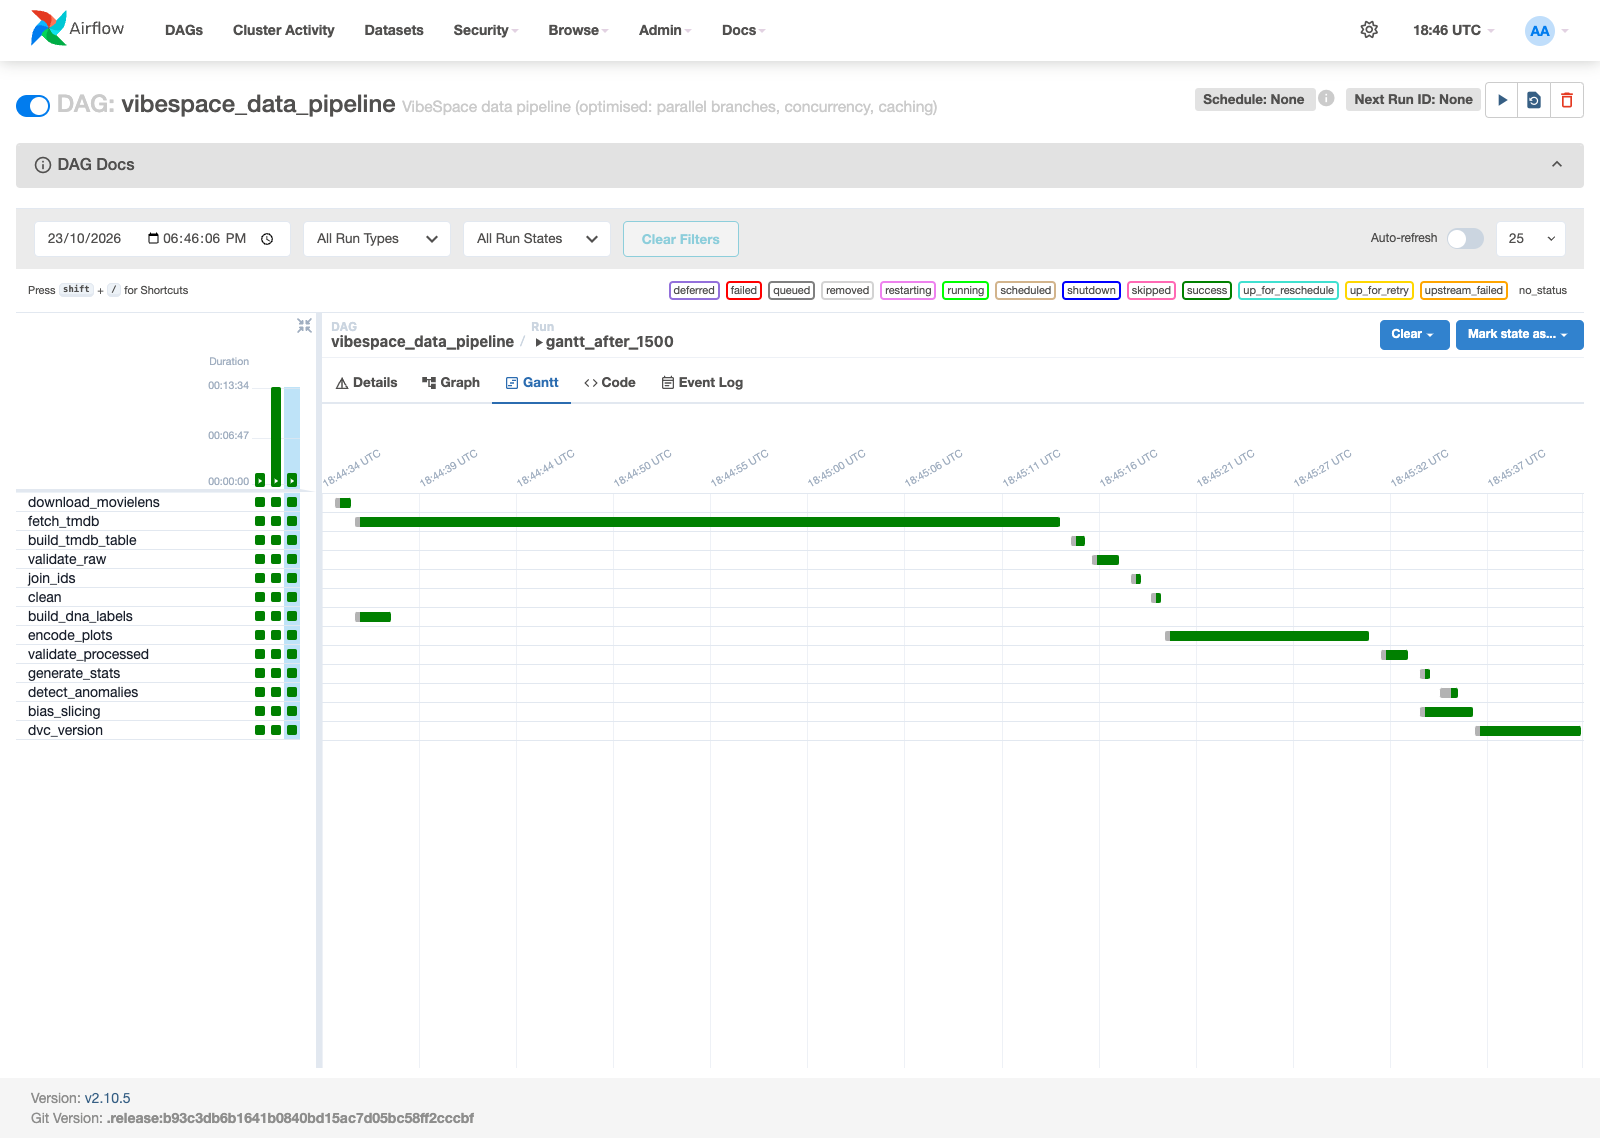 Airflow DAGs Cluster Activity Datasets Security Browse Admin Docs 18:46 UTC AA
DAG: vibespace_data_pipeline VibeSpace data pipeline (optimised: parallel branches, concurrency, caching) Schedule: None Next Run ID: None
DAG Docs
23/10/2026 06:46:06 PM All Run Types All Run States Clear Filters Auto-refresh 25
Press shift + / for Shortcuts deferred failed queued removed restarting running scheduled shutdown skipped success up_for_reschedule up_for_retry upstream_failed no_status
DAG Run
vibespace_data_pipeline / gantt_after_1500 Clear Mark state as...
Details Graph Gantt Code Event Log
Duration
00:13:34
00:06:47
00:00:00
18:44:34 UTC 18:44:39 UTC 18:44:44 UTC 18:44:50 UTC 18:44:55 UTC 18:45:00 UTC 18:45:06 UTC 18:45:11 UTC 18:45:16 UTC 18:45:21 UTC 18:45:27 UTC 18:45:32 UTC 18:45:37 UTC
download_movielens
fetch_tmdb
build_tmdb_table
validate_raw
join_ids
clean
build_dna_labels
encode_plots
validate_processed
generate_stats
detect_anomalies
bias_slicing
dvc_version
Version: v2.10.5
Git Version: .release:b93c3db6b1641b0840bd15ac7d05bc58ff2cccbf